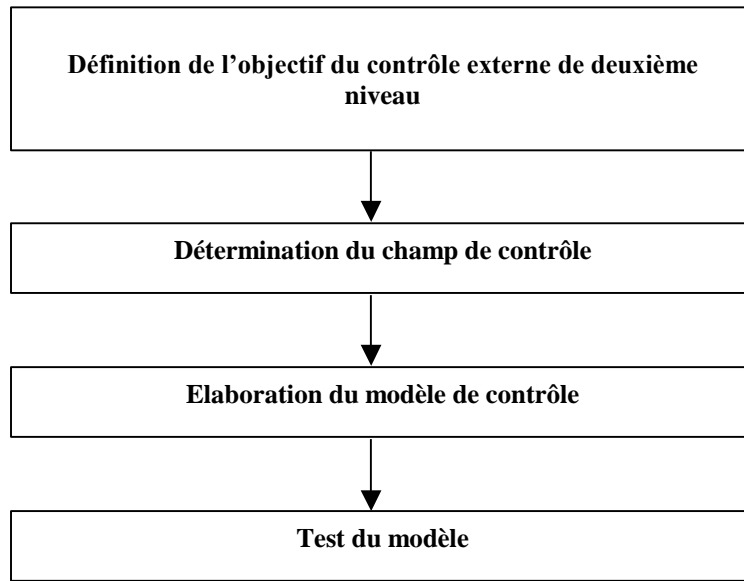 Définition de l’objectif du contrôle externe de deuxième
niveau
Détermination du champ de contrôle
Elaboration du modèle de contrôle
Test du modèle